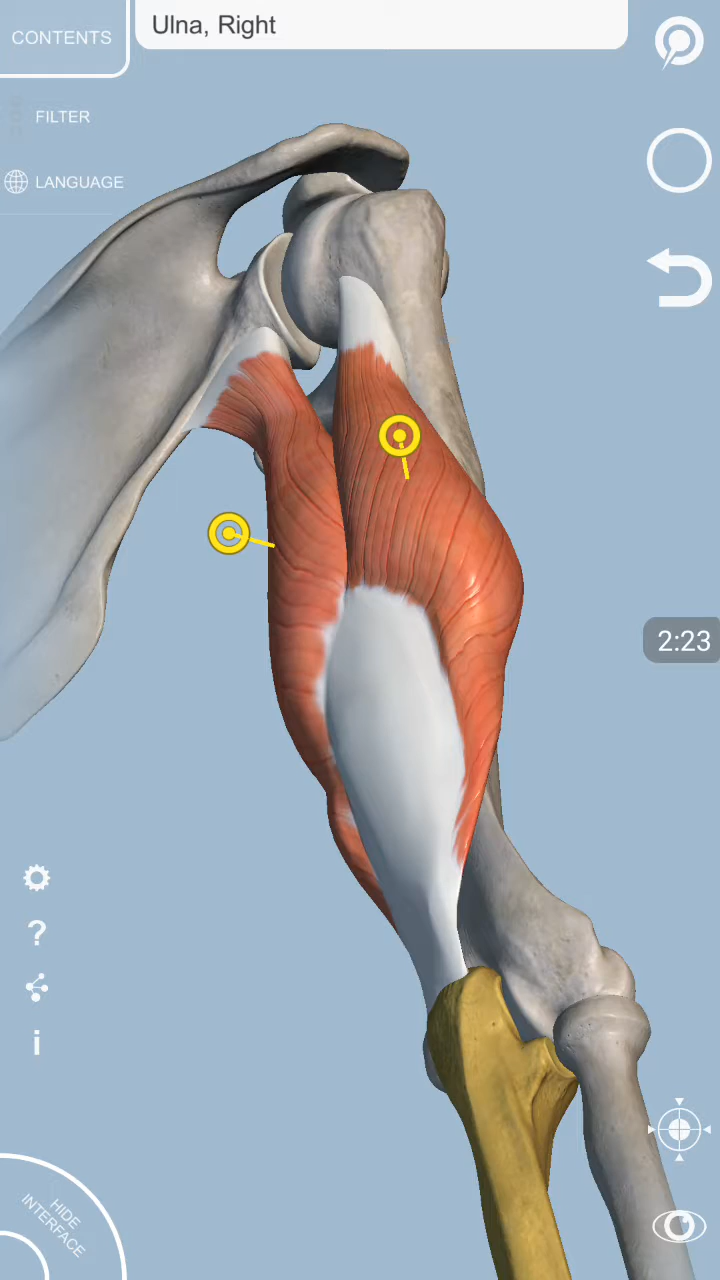 CONTENTS
Ulna, Right
FILTER
LANGUAGE
2:23
?
i
HIDE
INTERFACE